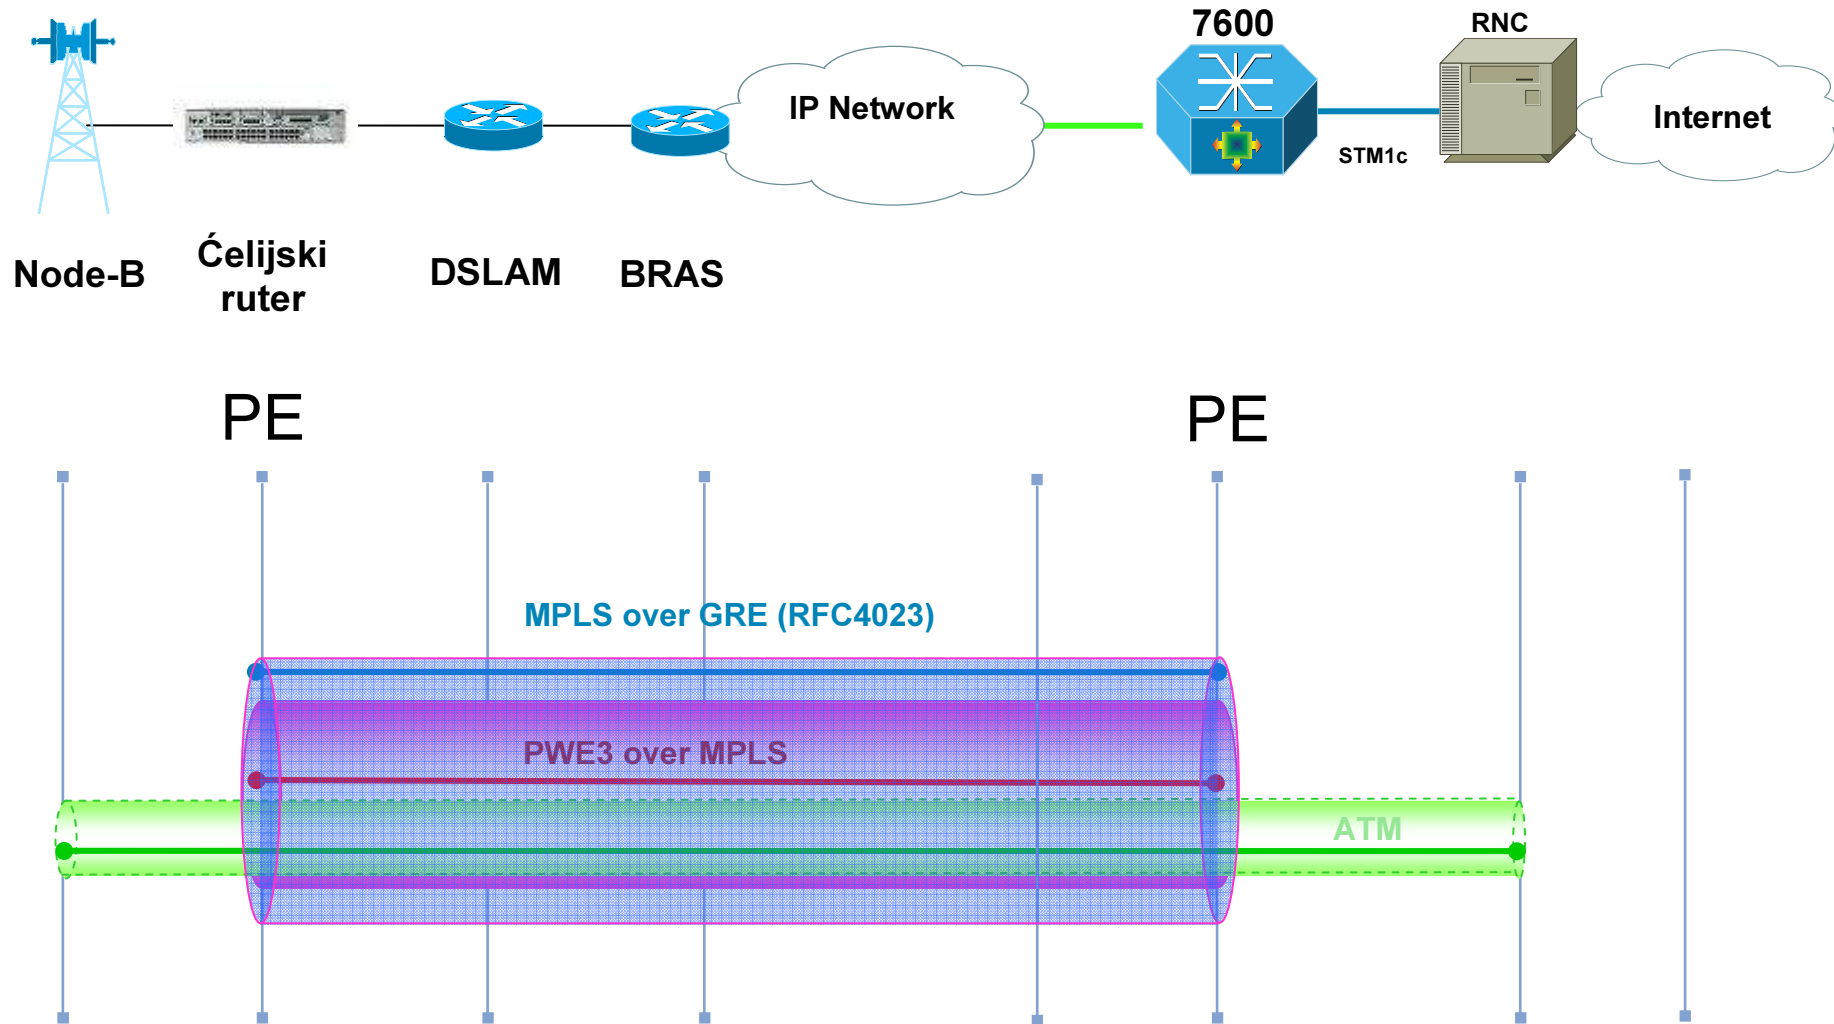 7600
RNC
IP Network
Internet
STM1c
Node-B
Ćelijski
ruter
DSLAM
BRAS
PE
PE
MPLS over GRE (RFC4023)
PWE3 over MPLS
ATM